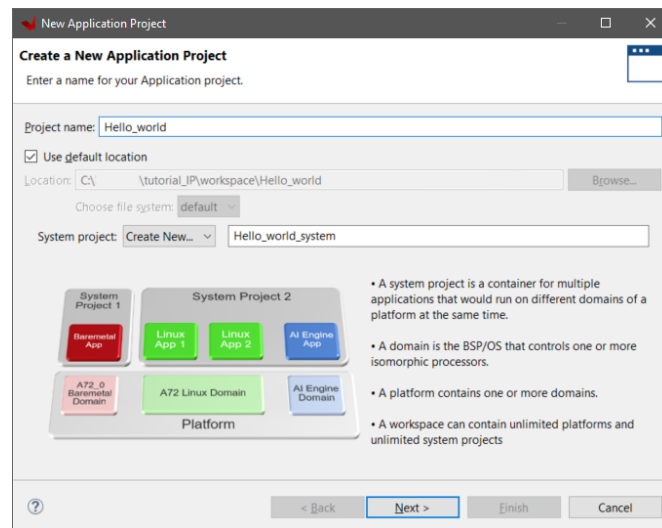 New Application Project
Create a New Application Project
Enter a name for your Application project.
Project name: Hello_world
Use default location
Location: C:\ \tutorial_IP\workspace\Hello_world Browse...
Choose file system: default
System project: Create New... Hello_world_system
System Project 1
System Project 2
Baremetal App
Linux App 1
Linux App 2
AI Engine App
A72_0 Baremetal Domain
A72 Linux Domain
AI Engine Domain
Platform
• A system project is a container for multiple
applications that would run on different domains of a
platform at the same time.
• A domain is the BSP/OS that controls one or more
isomorphic processors.
• A platform contains one or more domains.
• A workspace can contain unlimited platforms and
unlimited system projects
? < Back Next > Finish Cancel